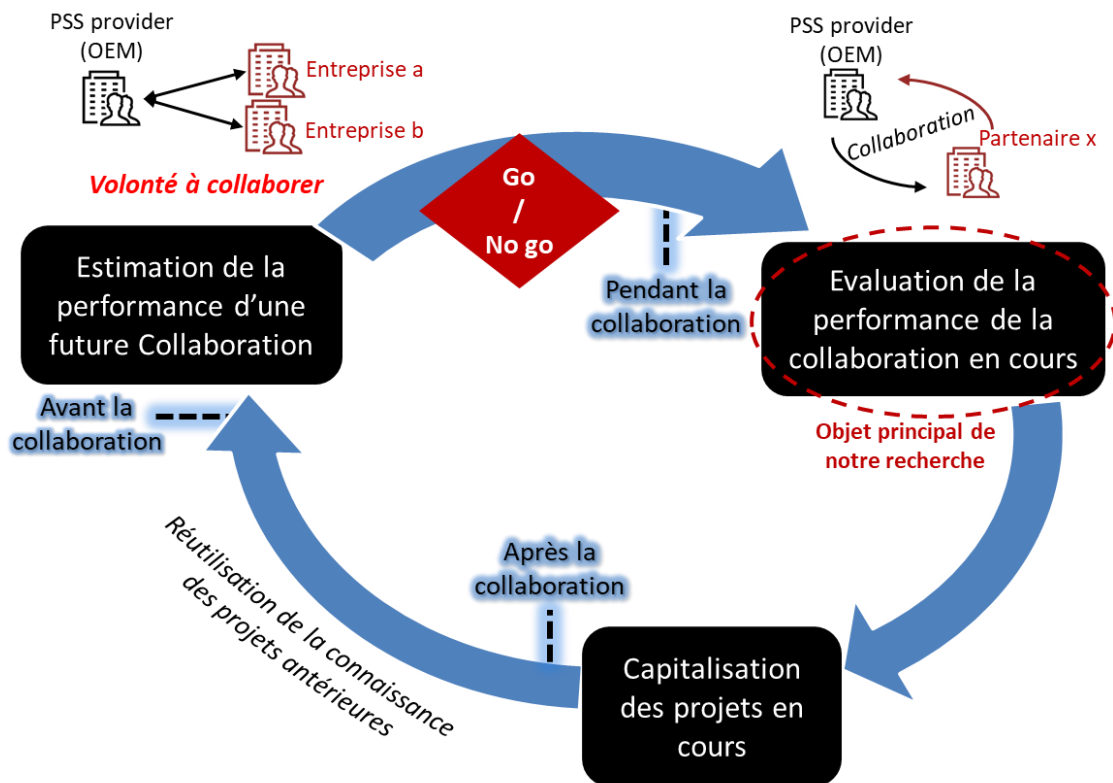 PSS provider
(OEM)
Entreprise a
Entreprise b
Volonté à collaborer
PSS provider
(OEM)
Collaboration
Partenaire x
Go
/
No go
Estimation de la
performance d’une
future Collaboration
Pendant la
collaboration
Evaluation de la
performance de la
collaboration en cours
Avant la
collaboration
Objet principal de
notre recherche
Réutilisation de la connaissance
des projets antérieures
Après la
collaboration
Capitalisation
des projets en
cours